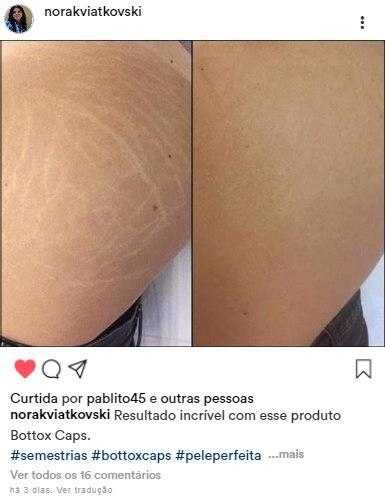 norakviatkovski
Curtida por pablito45 e outras pessoas
norakviatkovski Resultado incrível com esse produto
Bottox Caps.
#semestrias #bottoxcaps #peleperfeita ...mais
Ver todos os 16 comentários
há 3 dias. Ver tradução